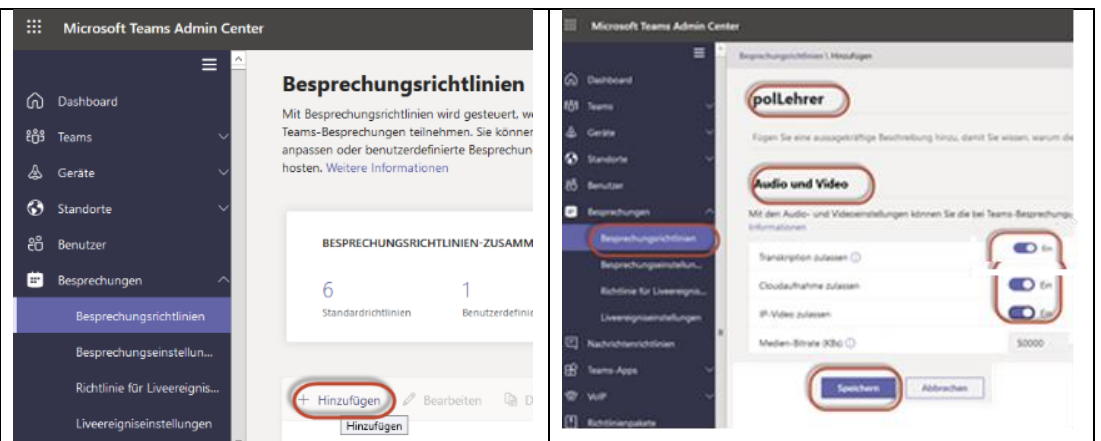 Microsoft Teams Admin Center
Dashboard
Teams
Geräte
Standorte
Benutzer
Besprechungen
Besprechungsrichtlinien
Besprechungseinstellun...
Richtlinie für Liveereignis...
Liveereigniseinstellungen
Besprechungsrichtlinien
Mit Besprechungsrichtlinien wird gesteuert, we
Teams-Besprechungen teilnehmen. Sie können
anpassen oder benutzerdefinierte Besprechun
hosten. Weitere Informationen
BESPRECHUNGSRICHTLINIEN-ZUSAMM
6
1
Standardrichtlinien
Benutzerdefinie
+ Hinzufügen
Bearbeiten
D
Hinzufügen
Microsoft Teams Admin Center
Dashboard
Teams
Geräte
Standorte
Benutzer
Besprechungen
Besprechungsrichtlinien
Besprechungseinstellun...
Richtlinie für Liveereignis...
Liveereigniseinstellungen
Nachrichtenrichtlinien
Teams-Apps
VoIP
Richtlinienpakete
Besprechungsrichtlinien \ Hinzufügen
polLehrer
Fügen Sie eine aussagekräftige Beschreibung hinzu, damit Sie wissen, warum die
Audio und Video
Mit den Audio- und Videoeinstellungen können Sie die bei Teams-Besprechung
Informationen
Transkription zulassen
Ein
Cloudaufnahme zulassen
Ein
IP-Video zulassen
Ein
Medien-Bitrate (KBs)
50000
Speichern
Abbrechen